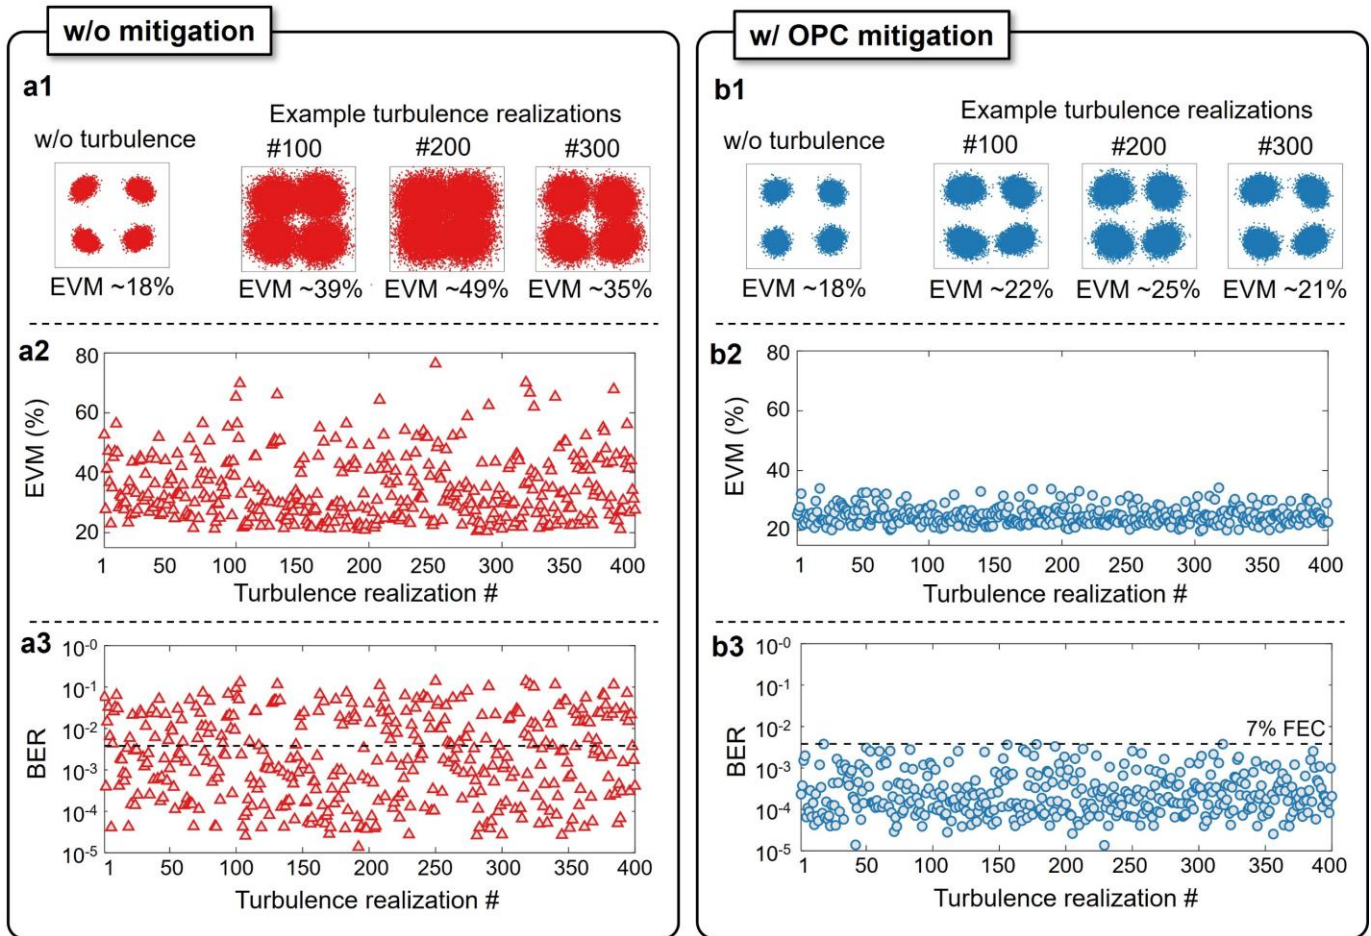 w/o mitigation
a1
Example turbulence realizations
w/o turbulence #100 #200 #300
EVM ~18% EVM ~39% EVM ~49% EVM ~35%
a2
80
60
40
20
EVM (%)
1 50 100 150 200 250 300 350 400
Turbulence realization #
a3
10-0
10-1
10-2
10-3
10-4
10-5
BER
1 50 100 150 200 250 300 350 400
Turbulence realization #
w/ OPC mitigation
b1
Example turbulence realizations
w/o turbulence #100 #200 #300
EVM ~18% EVM ~22% EVM ~25% EVM ~21%
b2
80
60
40
20
EVM (%)
1 50 100 150 200 250 300 350 400
Turbulence realization #
b3
10-0
10-1
10-2
10-3
10-4
10-5
BER
7% FEC
1 50 100 150 200 250 300 350 400
Turbulence realization #